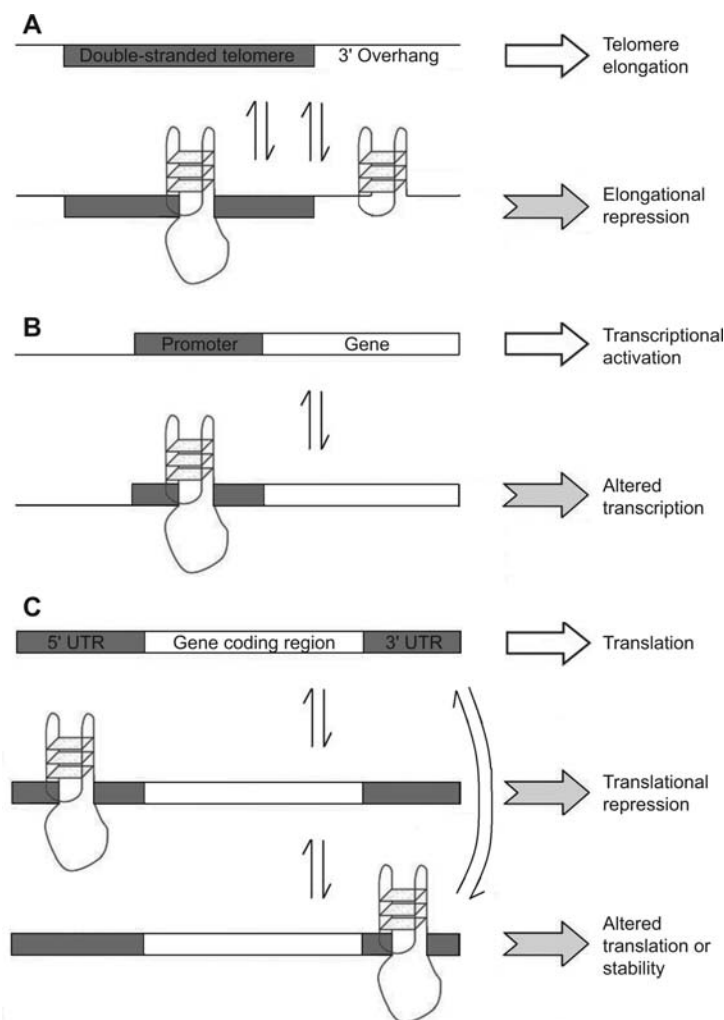 A
Double-stranded telomere
3' Overhang
Telomere
elongation
Elongational
repression
B
Promoter
Gene
Transcriptional
activation
Altered
transcription
C
5' UTR
Gene coding region
3' UTR
Translation
Translational
repression
Altered
translation or
stability